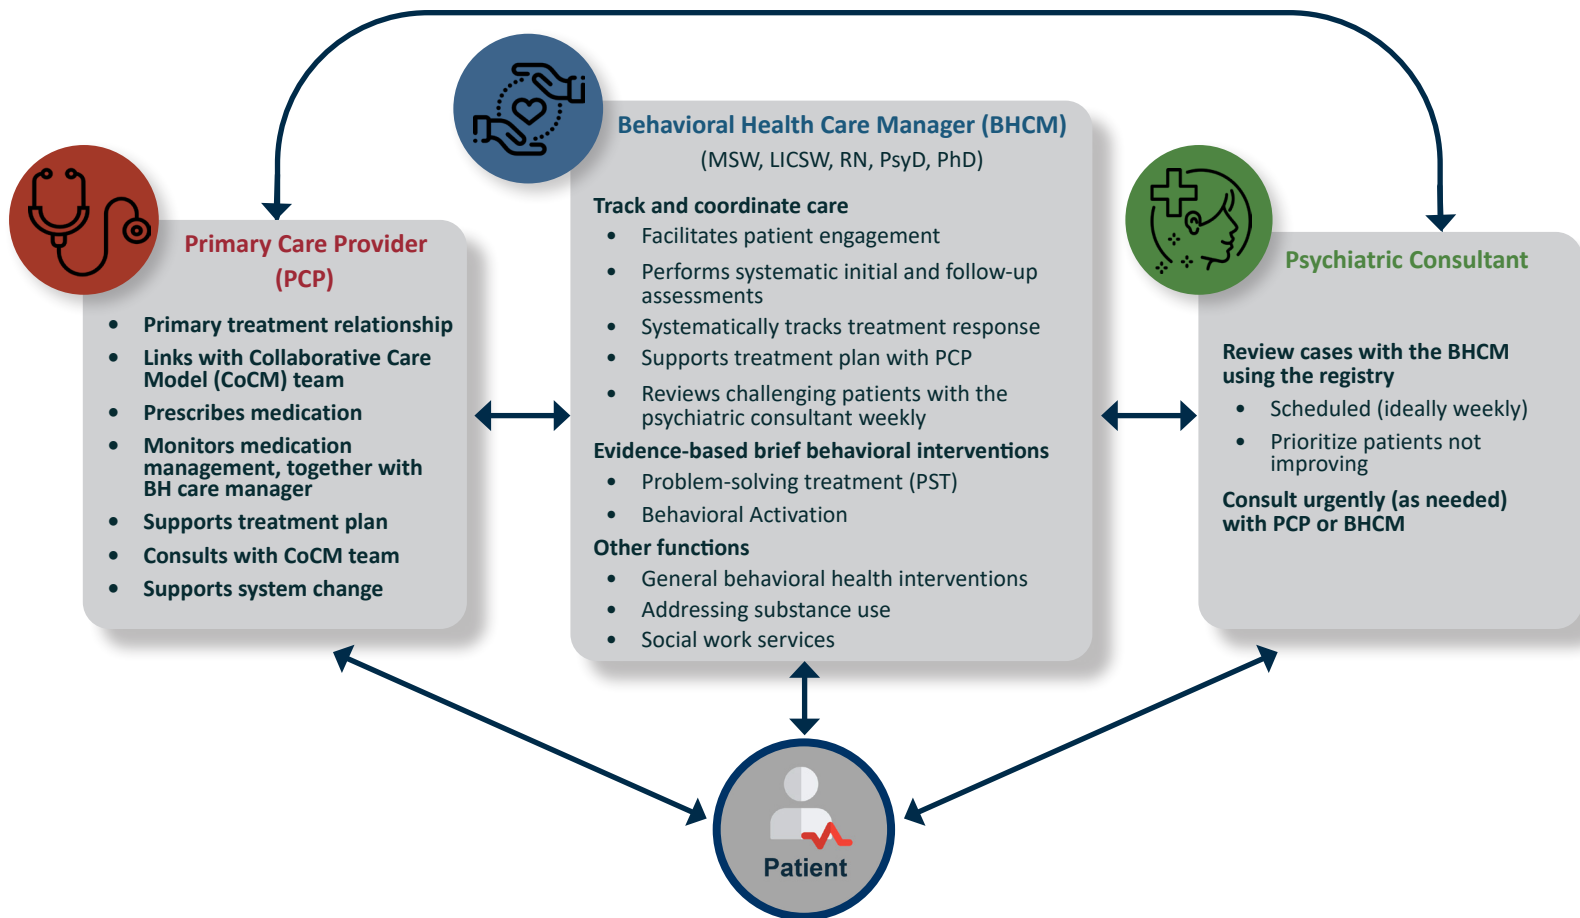 Primary Care Provider
(PCP)
• Primary treatment relationship
• Links with Collaborative Care
Model (CoCM) team
• Prescribes medication
• Monitors medication
management, together with
BH care manager
• Supports treatment plan
• Consults with CoCM team
• Supports system change
Behavioral Health Care Manager (BHCM)
(MSW, LICSW, RN, PsyD, PhD)
Track and coordinate care
• Facilitates patient engagement
• Performs systematic initial and follow-up
assessments
• Systematically tracks treatment response
• Supports treatment plan with PCP
• Reviews challenging patients with the
psychiatric consultant weekly
Evidence-based brief behavioral interventions
• Problem-solving treatment (PST)
• Behavioral Activation
Other functions
• General behavioral health interventions
• Addressing substance use
• Social work services
Psychiatric Consultant
Review cases with the BHCM
using the registry
• Scheduled (ideally weekly)
• Prioritize patients not
improving
Consult urgently (as needed)
with PCP or BHCM
Patient